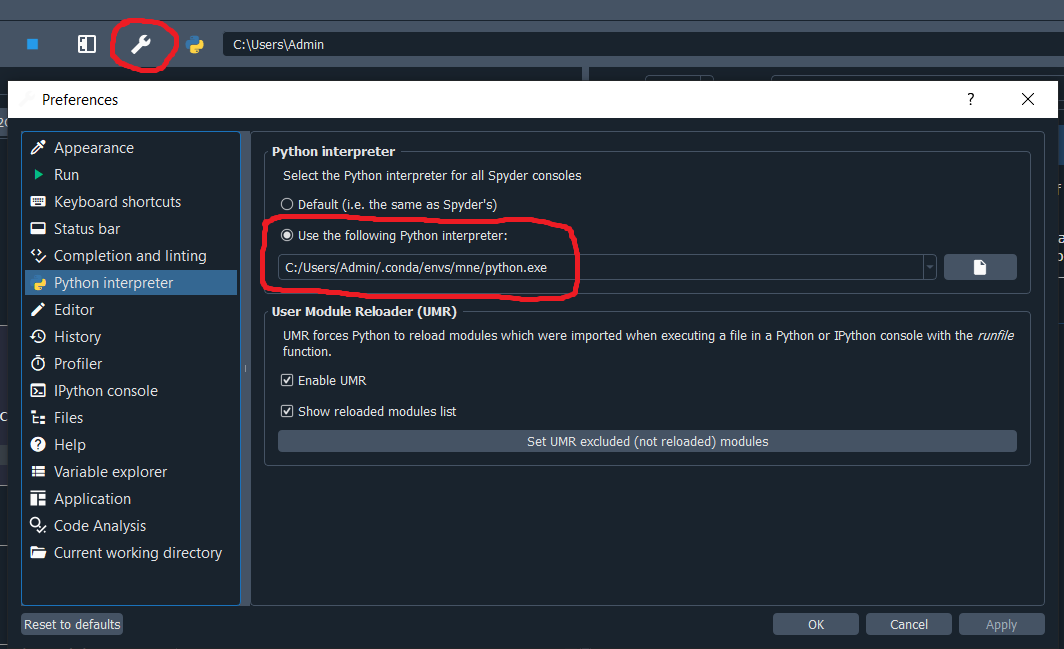 C:\Users\Admin
Preferences
?
Appearance
Run
Keyboard shortcuts
Status bar
Completion and linting
Python interpreter
Editor
History
Profiler
IPython console
Files
Help
Variable explorer
Application
Code Analysis
Current working directory
Python interpreter
Select the Python interpreter for all Spyder consoles
Default (i.e. the same as Spyder's)
Use the following Python interpreter:
C:/Users/Admin/.conda/envs/mne/python.exe
User Module Reloader (UMR)
UMR forces Python to reload modules which were imported when executing a file in a Python or IPython console with the runfile
function.
Enable UMR
Show reloaded modules list
Set UMR excluded (not reloaded) modules
Reset to defaults
OK
Cancel
Apply